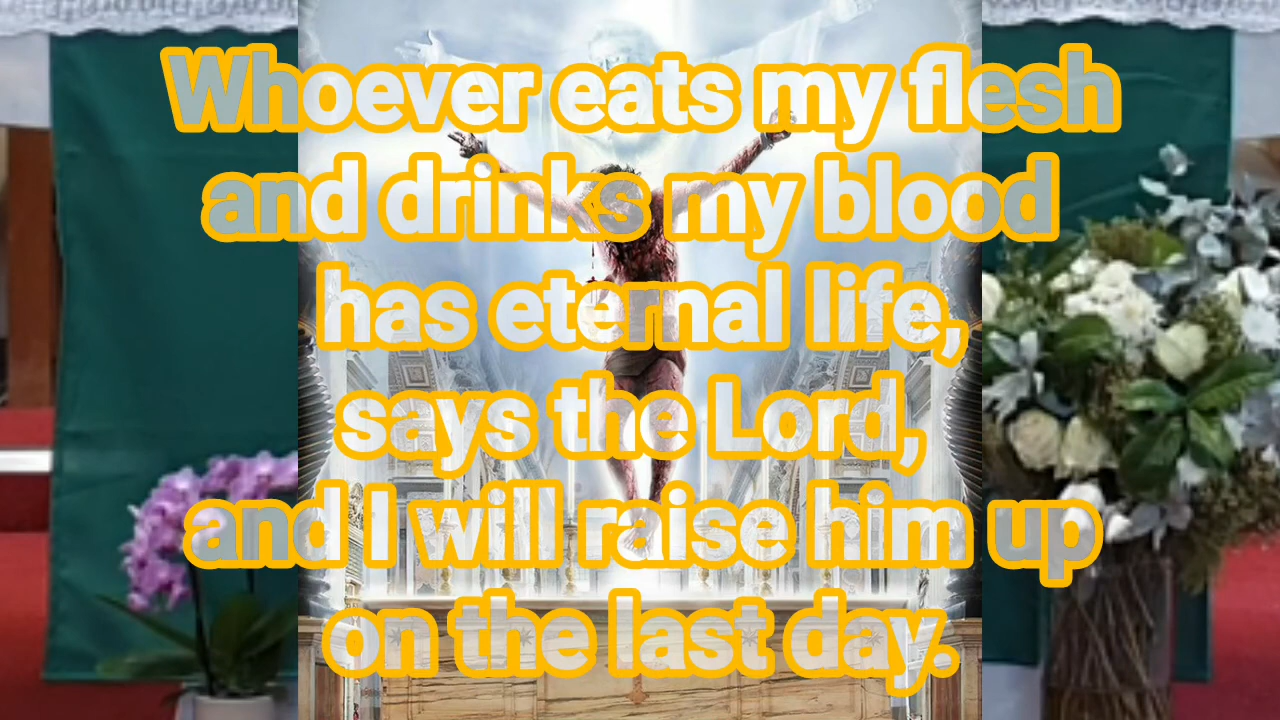 Whoever eats my flesh
and drinks my blood
has eternal life,
says the Lord,
and I will raise him up
on the last day.